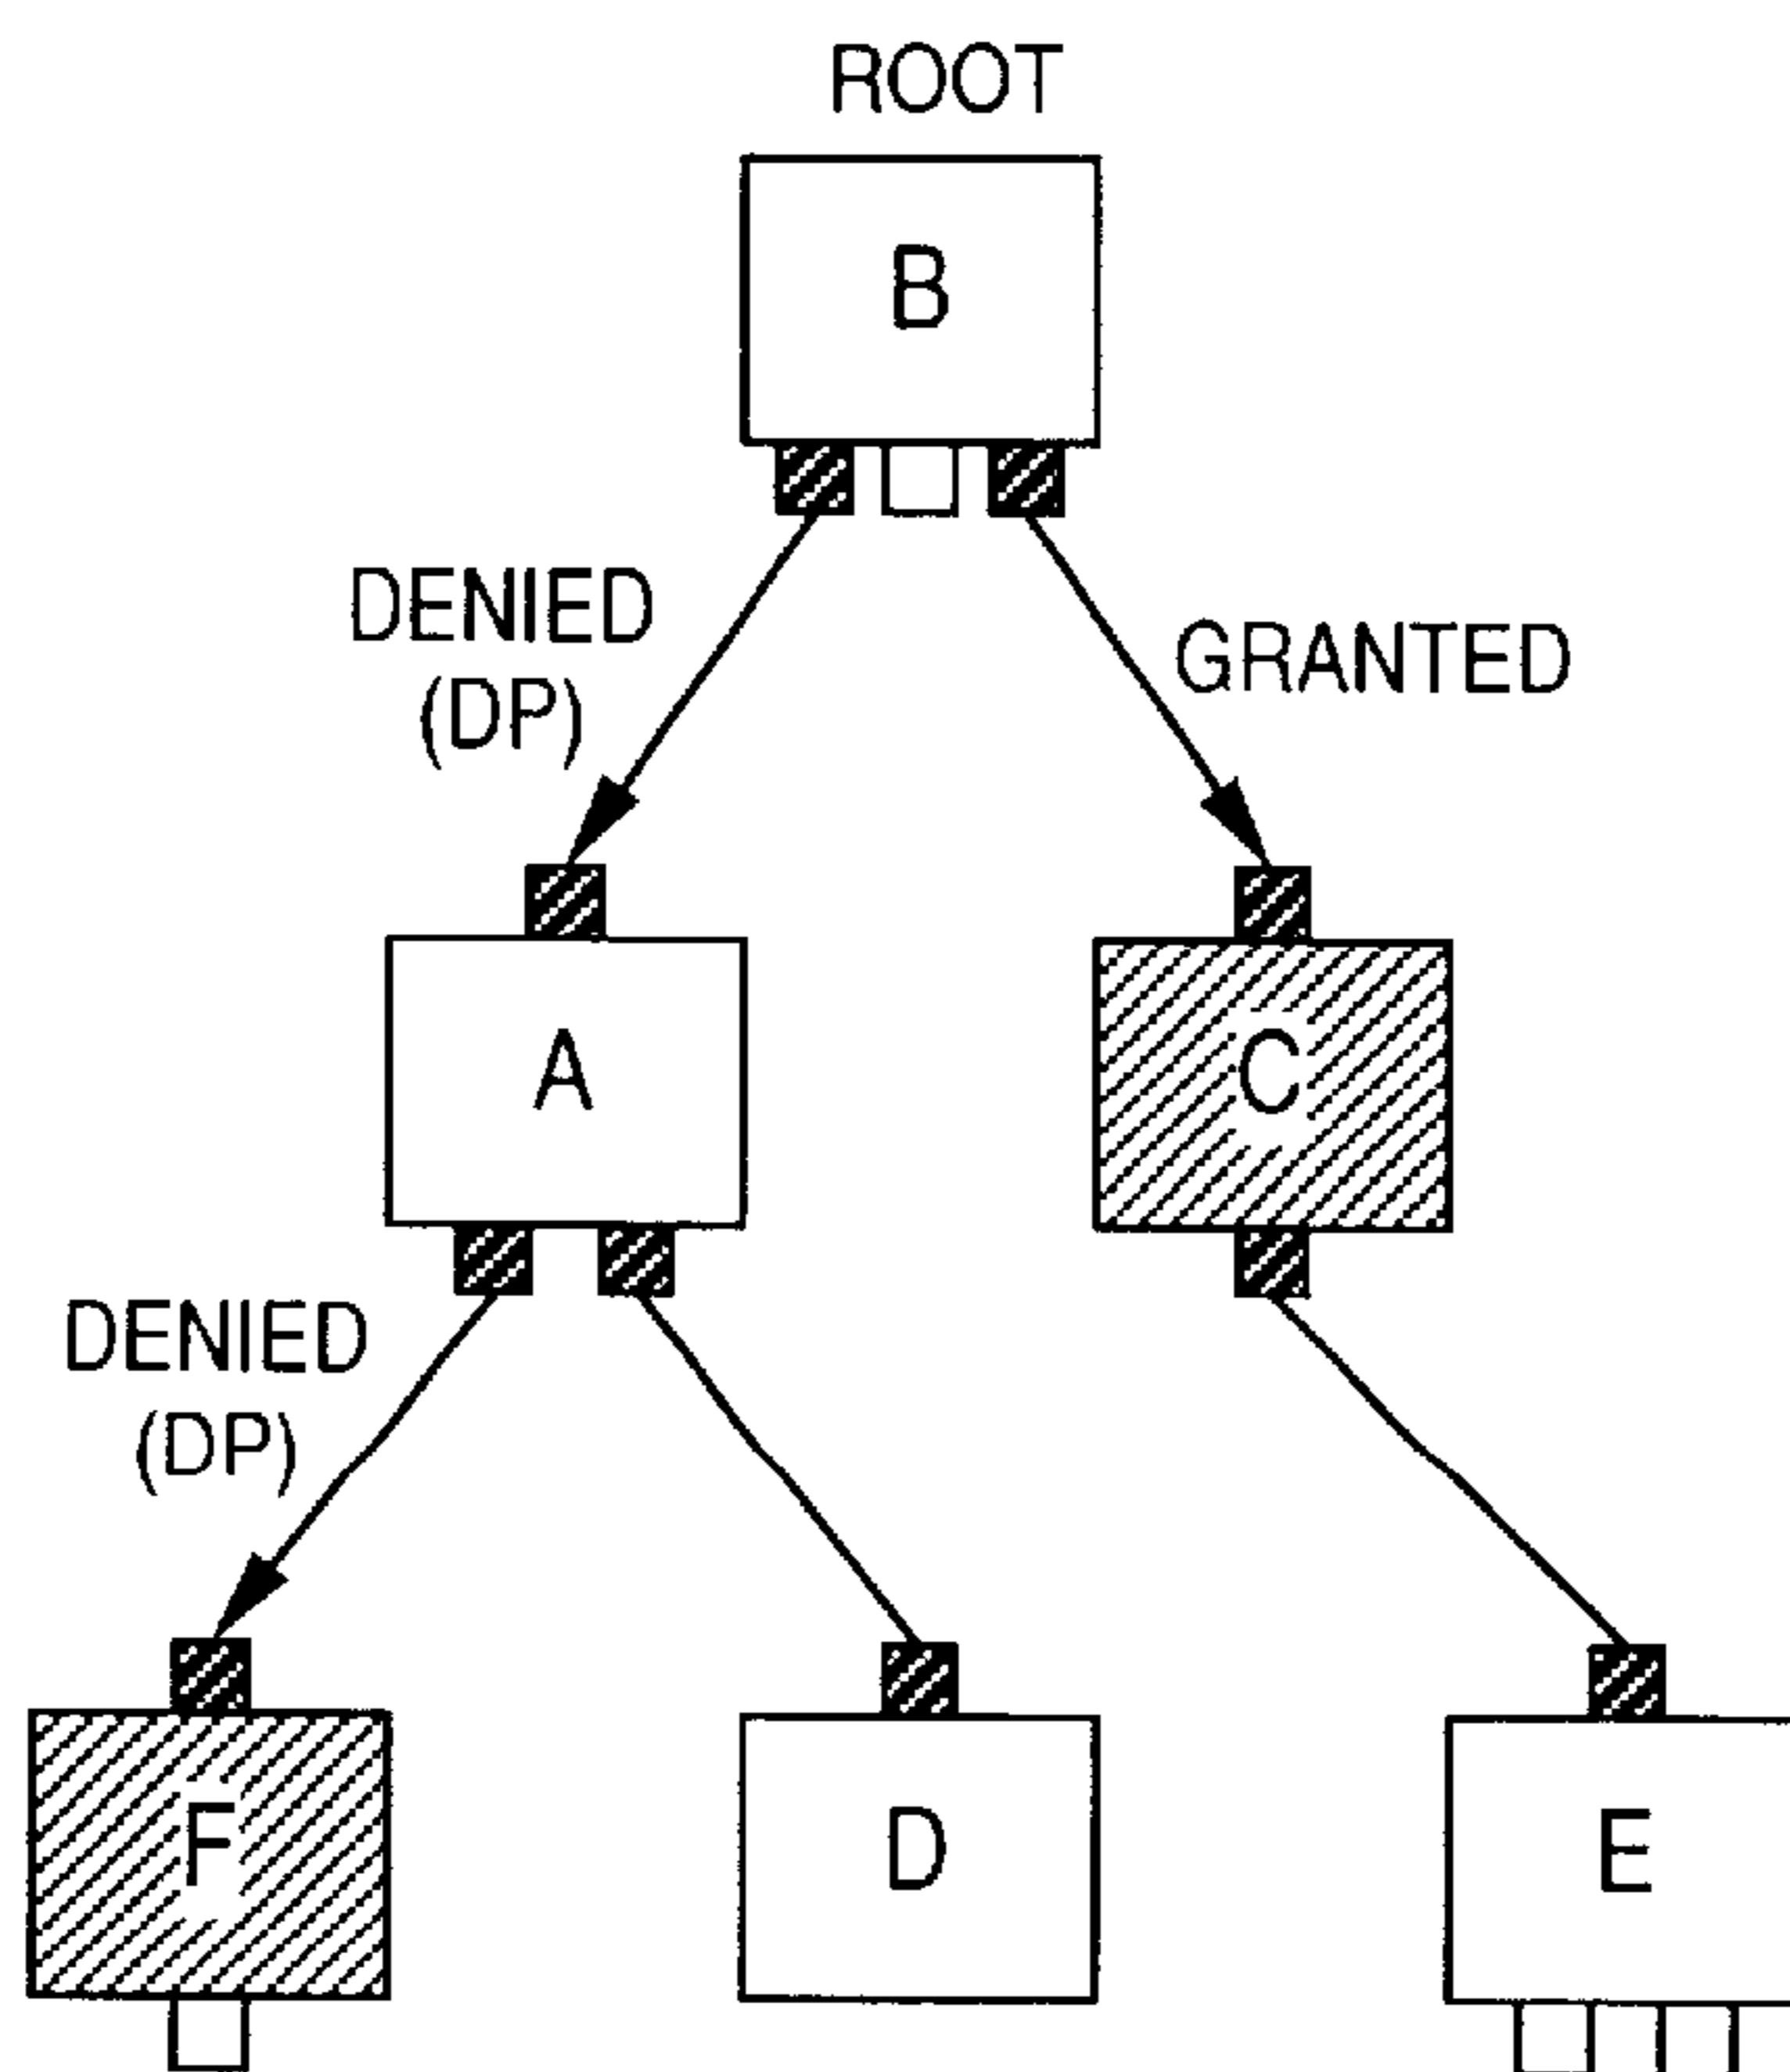 ROOT
B
DENIED
(DP)
GRANTED
A
C
DENIED
(DP)
F
D
E